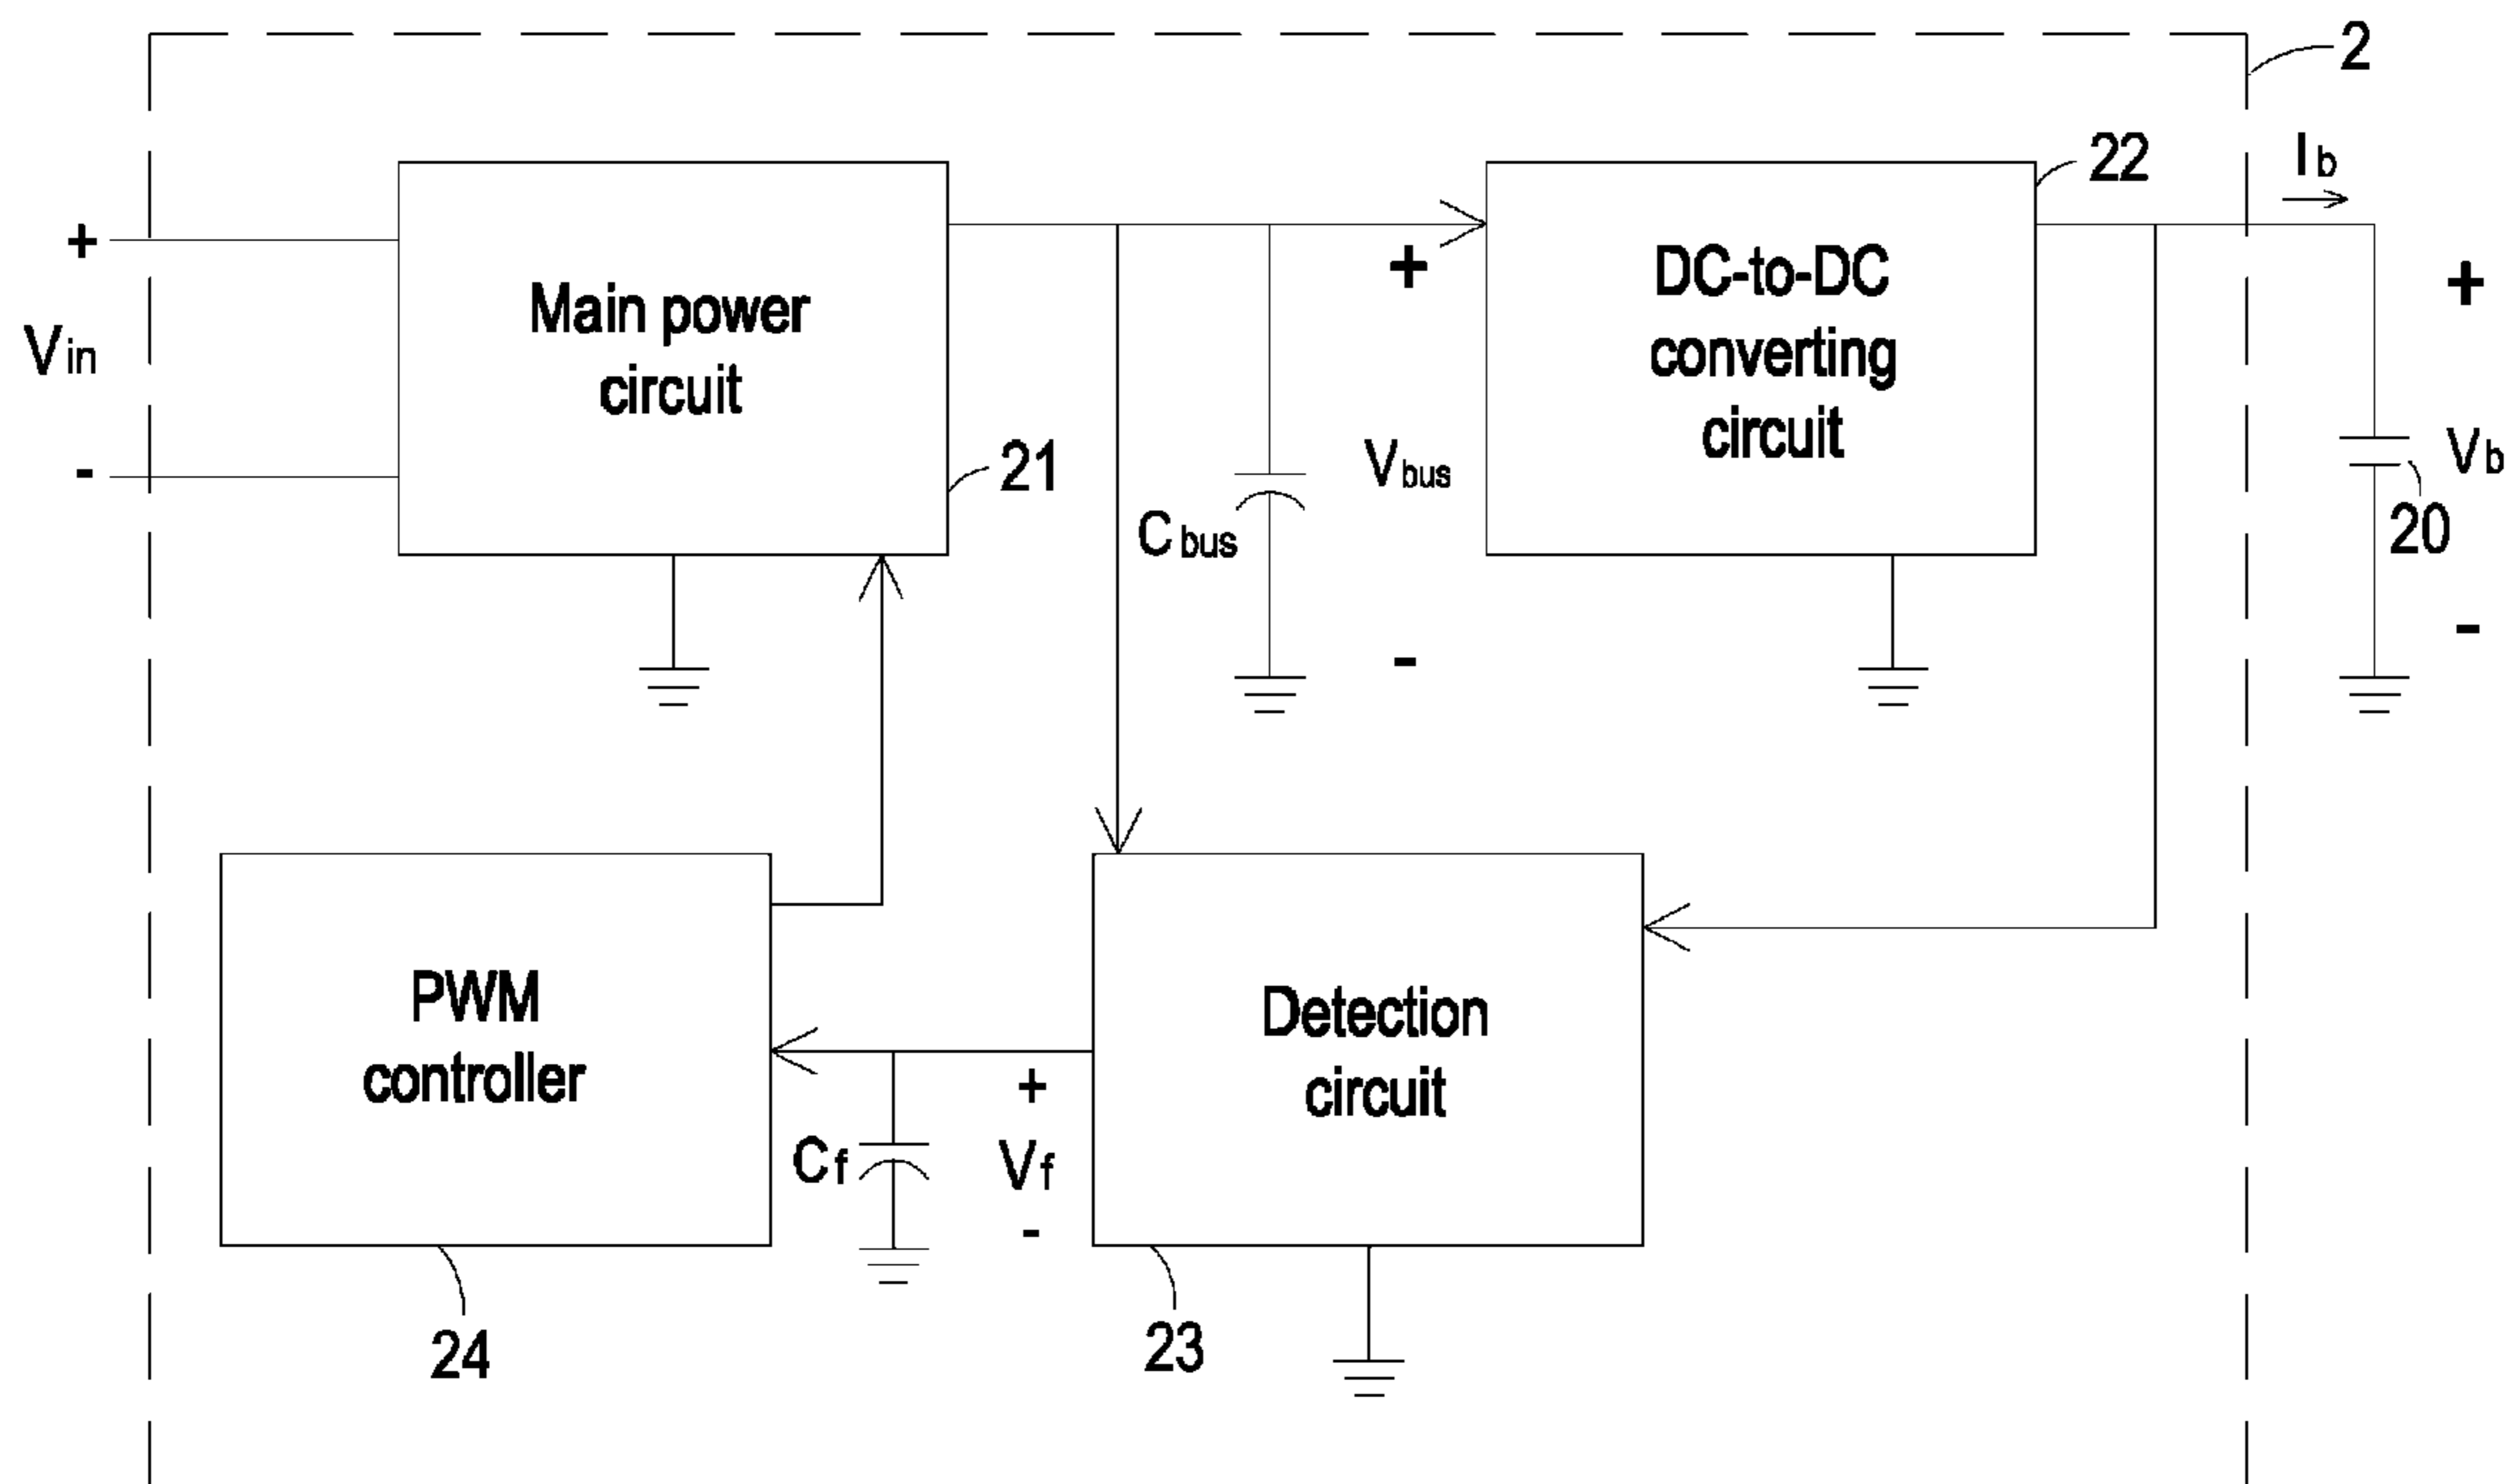 2
22
Ib
+
Vin
-
Main power
circuit
21
Cbus
+
Vbus
-
DC-to-DC
converting
circuit
+
Vb
20
-
PWM
controller
24
Cf
+
Vf
-
Detection
circuit
23